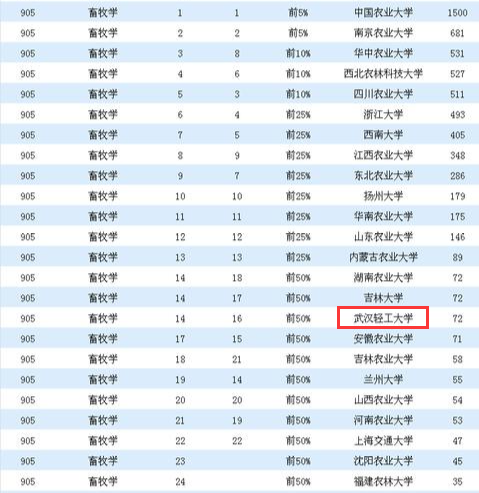 905 畜牧学 1 1 前5% 中国农业大学 1500
905 畜牧学 2 2 前5% 南京农业大学 681
905 畜牧学 3 8 前10% 华中农业大学 531
905 畜牧学 4 6 前10% 西北农林科技大学 527
905 畜牧学 5 3 前10% 四川农业大学 511
905 畜牧学 6 4 前25% 浙江大学 493
905 畜牧学 7 5 前25% 西南大学 405
905 畜牧学 8 9 前25% 江西农业大学 348
905 畜牧学 9 7 前25% 东北农业大学 286
905 畜牧学 10 10 前25% 扬州大学 179
905 畜牧学 11 11 前25% 华南农业大学 175
905 畜牧学 12 12 前25% 山东农业大学 146
905 畜牧学 13 13 前25% 内蒙古农业大学 89
905 畜牧学 14 18 前50% 湖南农业大学 72
905 畜牧学 14 17 前50% 吉林大学 72
905 畜牧学 14 16 前50% 武汉轻工大学 72
905 畜牧学 17 15 前50% 安徽农业大学 71
905 畜牧学 18 21 前50% 吉林农业大学 58
905 畜牧学 19 14 前50% 兰州大学 55
905 畜牧学 20 20 前50% 山西农业大学 54
905 畜牧学 21 19 前50% 河南农业大学 53
905 畜牧学 22 22 前50% 上海交通大学 47
905 畜牧学 23 前50% 沈阳农业大学 45
905 畜牧学 24 前50% 福建农林大学 35